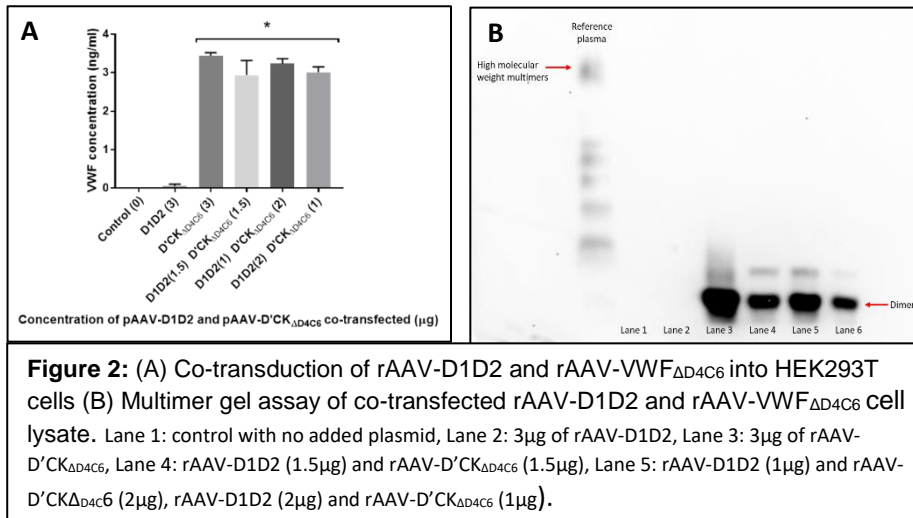 A
*
VWF concentration (ng/ml)
4
3
2
1
0
Control (0)
D1D2 (3)
D'CKΔD4C6 (3)
D1D2(1.5) D'CKΔD4C6 (1.5)
D1D2(1) D'CKΔD4C6 (2)
D1D2(2) D'CKΔD4C6 (1)
Concentration of pAAV-D1D2 and pAAV-D'CKΔD4C6 co-transfected (µg)
B
Reference
plasma
High molecular
weight multimers
Dimer
Lane 1 Lane 2 Lane 3 Lane 4 Lane 5 Lane 6
Figure 2: (A) Co-transduction of rAAV-D1D2 and rAAV-VWFΔD4C6 into HEK293T
cells (B) Multimer gel assay of co-transfected rAAV-D1D2 and rAAV-VWFΔD4C6 cell
lysate. Lane 1: control with no added plasmid, Lane 2: 3µg of rAAV-D1D2, Lane 3: 3µg of rAAV-
D'CKΔD4C6, Lane 4: rAAV-D1D2 (1.5µg) and rAAV-D'CKΔD4C6 (1.5µg), Lane 5: rAAV-D1D2 (1µg) and rAAV-
D'CKΔD4C6 (2µg), rAAV-D1D2 (2µg) and rAAV-D'CKΔD4C6 (1µg).